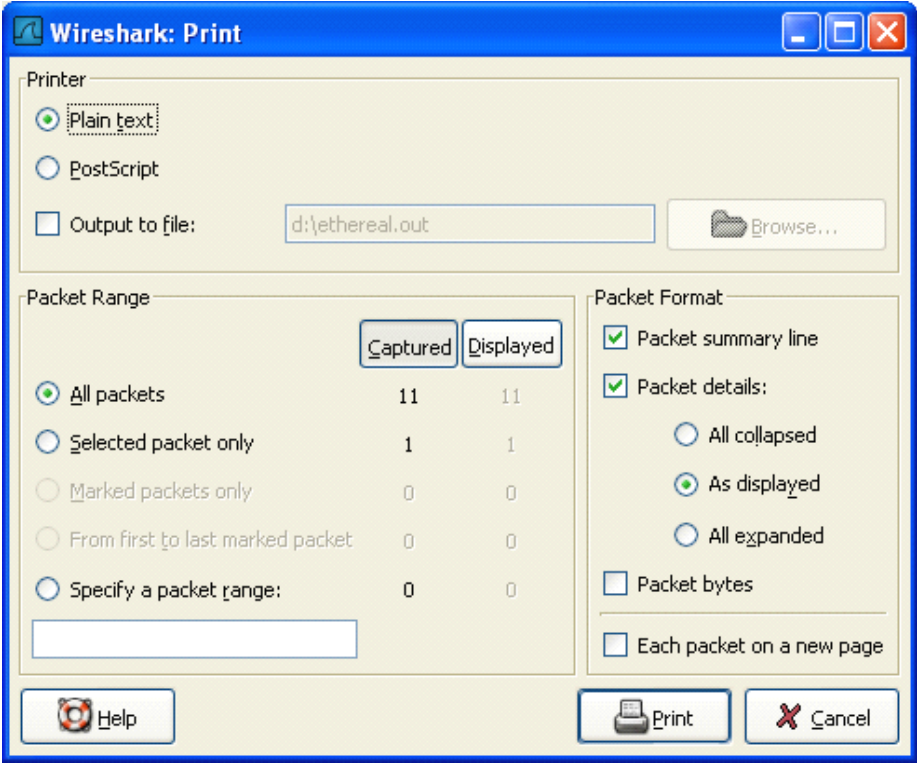 Wireshark: Print
Printer
Plain text
PostScript
Output to file: d:\ethereal.out Browse...
Packet Range
Captured Displayed
All packets 11 11
Selected packet only 1 1
Marked packets only 0 0
From first to last marked packet 0 0
Specify a packet range: 0 0
Packet Format
Packet summary line
Packet details:
All collapsed
As displayed
All expanded
Packet bytes
Each packet on a new page
Help Print Cancel